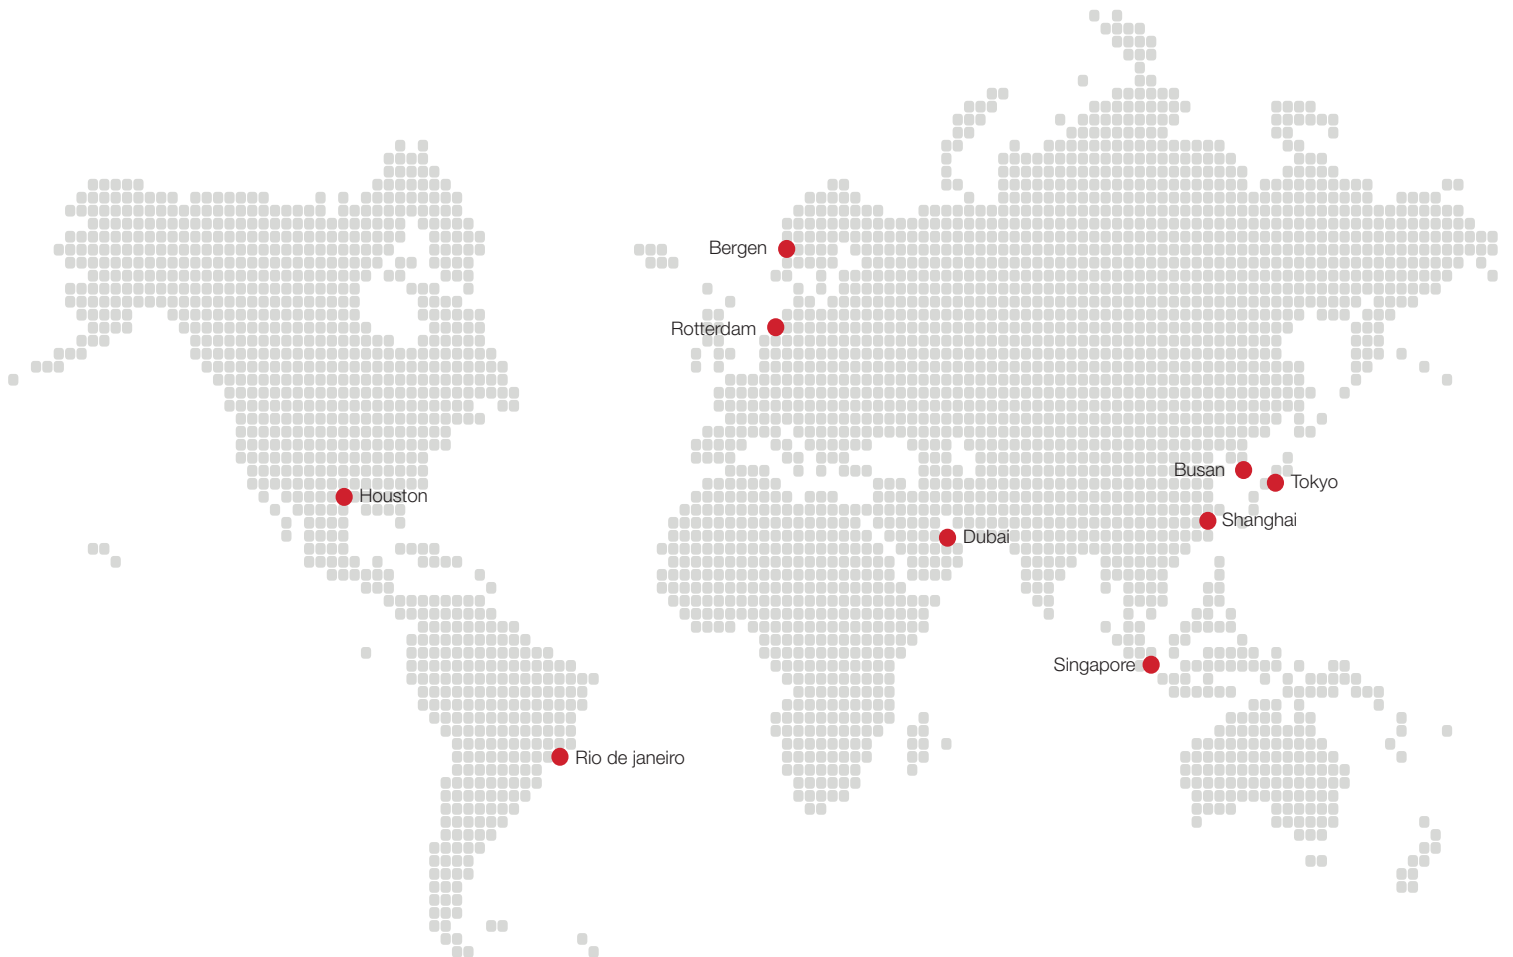 Bergen
Rotterdam
Busan
Tokyo
Houston
Shanghai
Dubai
Singapore
Rio de janeiro